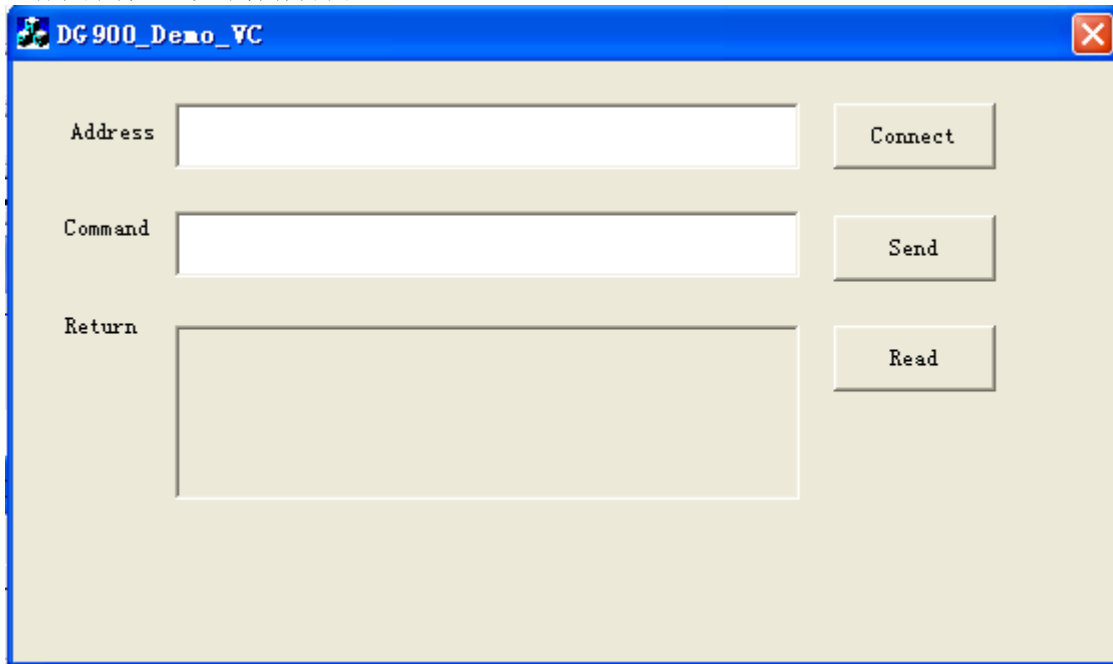 DG900_Demo_VC
Address
Connect
Command
Send
Return
Read